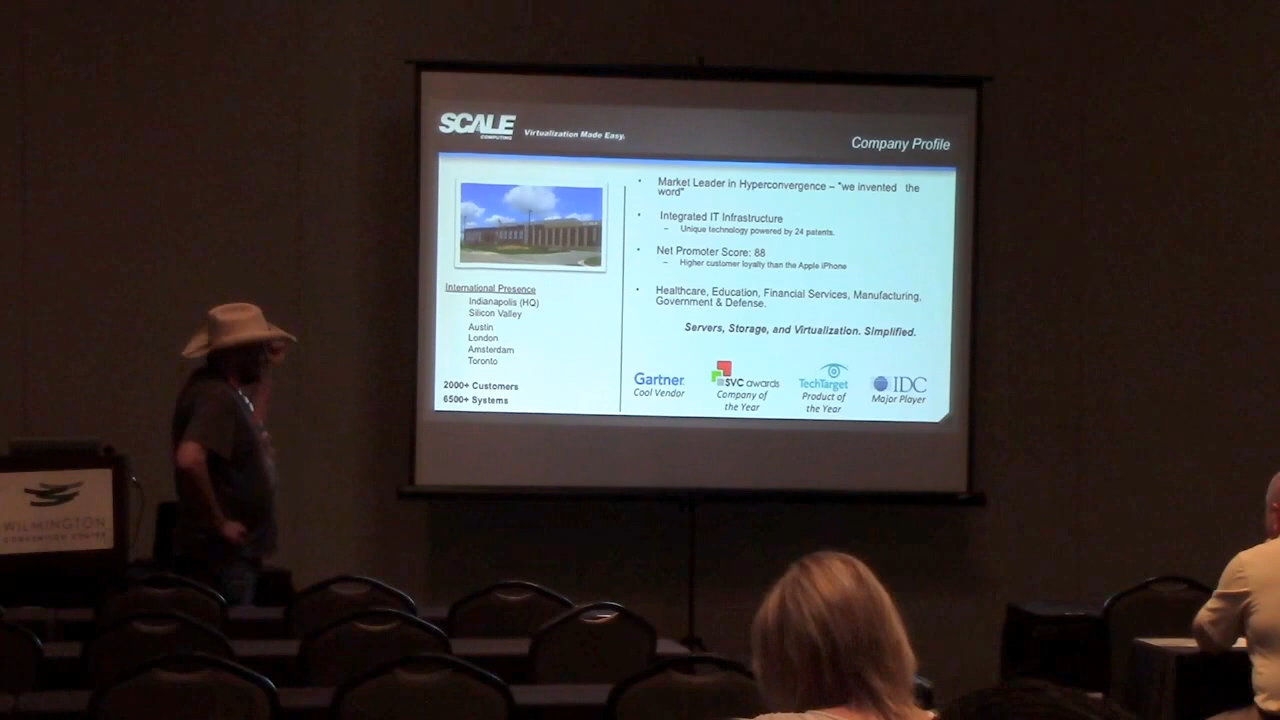 SCALE
COMPUTING
Virtualization Made Easy.
Company Profile
International Presence
Indianapolis (HQ)
Silicon Valley
Austin
London
Amsterdam
Toronto
2000+ Customers
6500+ Systems
• Market Leader in Hyperconvergence – "we invented the
word"
• Integrated IT Infrastructure
– Unique technology powered by 24 patents.
• Net Promoter Score: 88
– Higher customer loyalty than the Apple iPhone
• Healthcare, Education, Financial Services, Manufacturing,
Government & Defense.
Servers, Storage, and Virtualization. Simplified.
Gartner
Cool Vendor
SVC awards
Company of
the Year
TechTarget
Product of
the Year
IDC
Major Player
WILMINGTON
CONVENTION CENTER